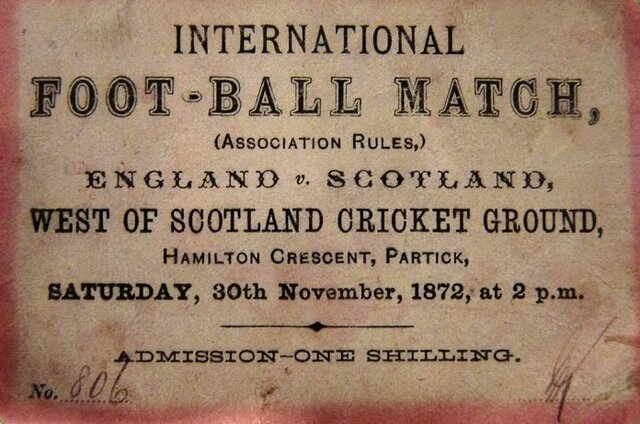 INTERNATIONAL
FOOT-BALL MATCH,
(ASSOCIATION RULES,)
ENGLAND v. SCOTLAND,
WEST OF SCOTLAND CRICKET GROUND,
HAMILTON CRESCENT, PARTICK,
SATURDAY, 30th November, 1872, at 2 p.m.
ADMISSION—ONE SHILLING.
No. 806